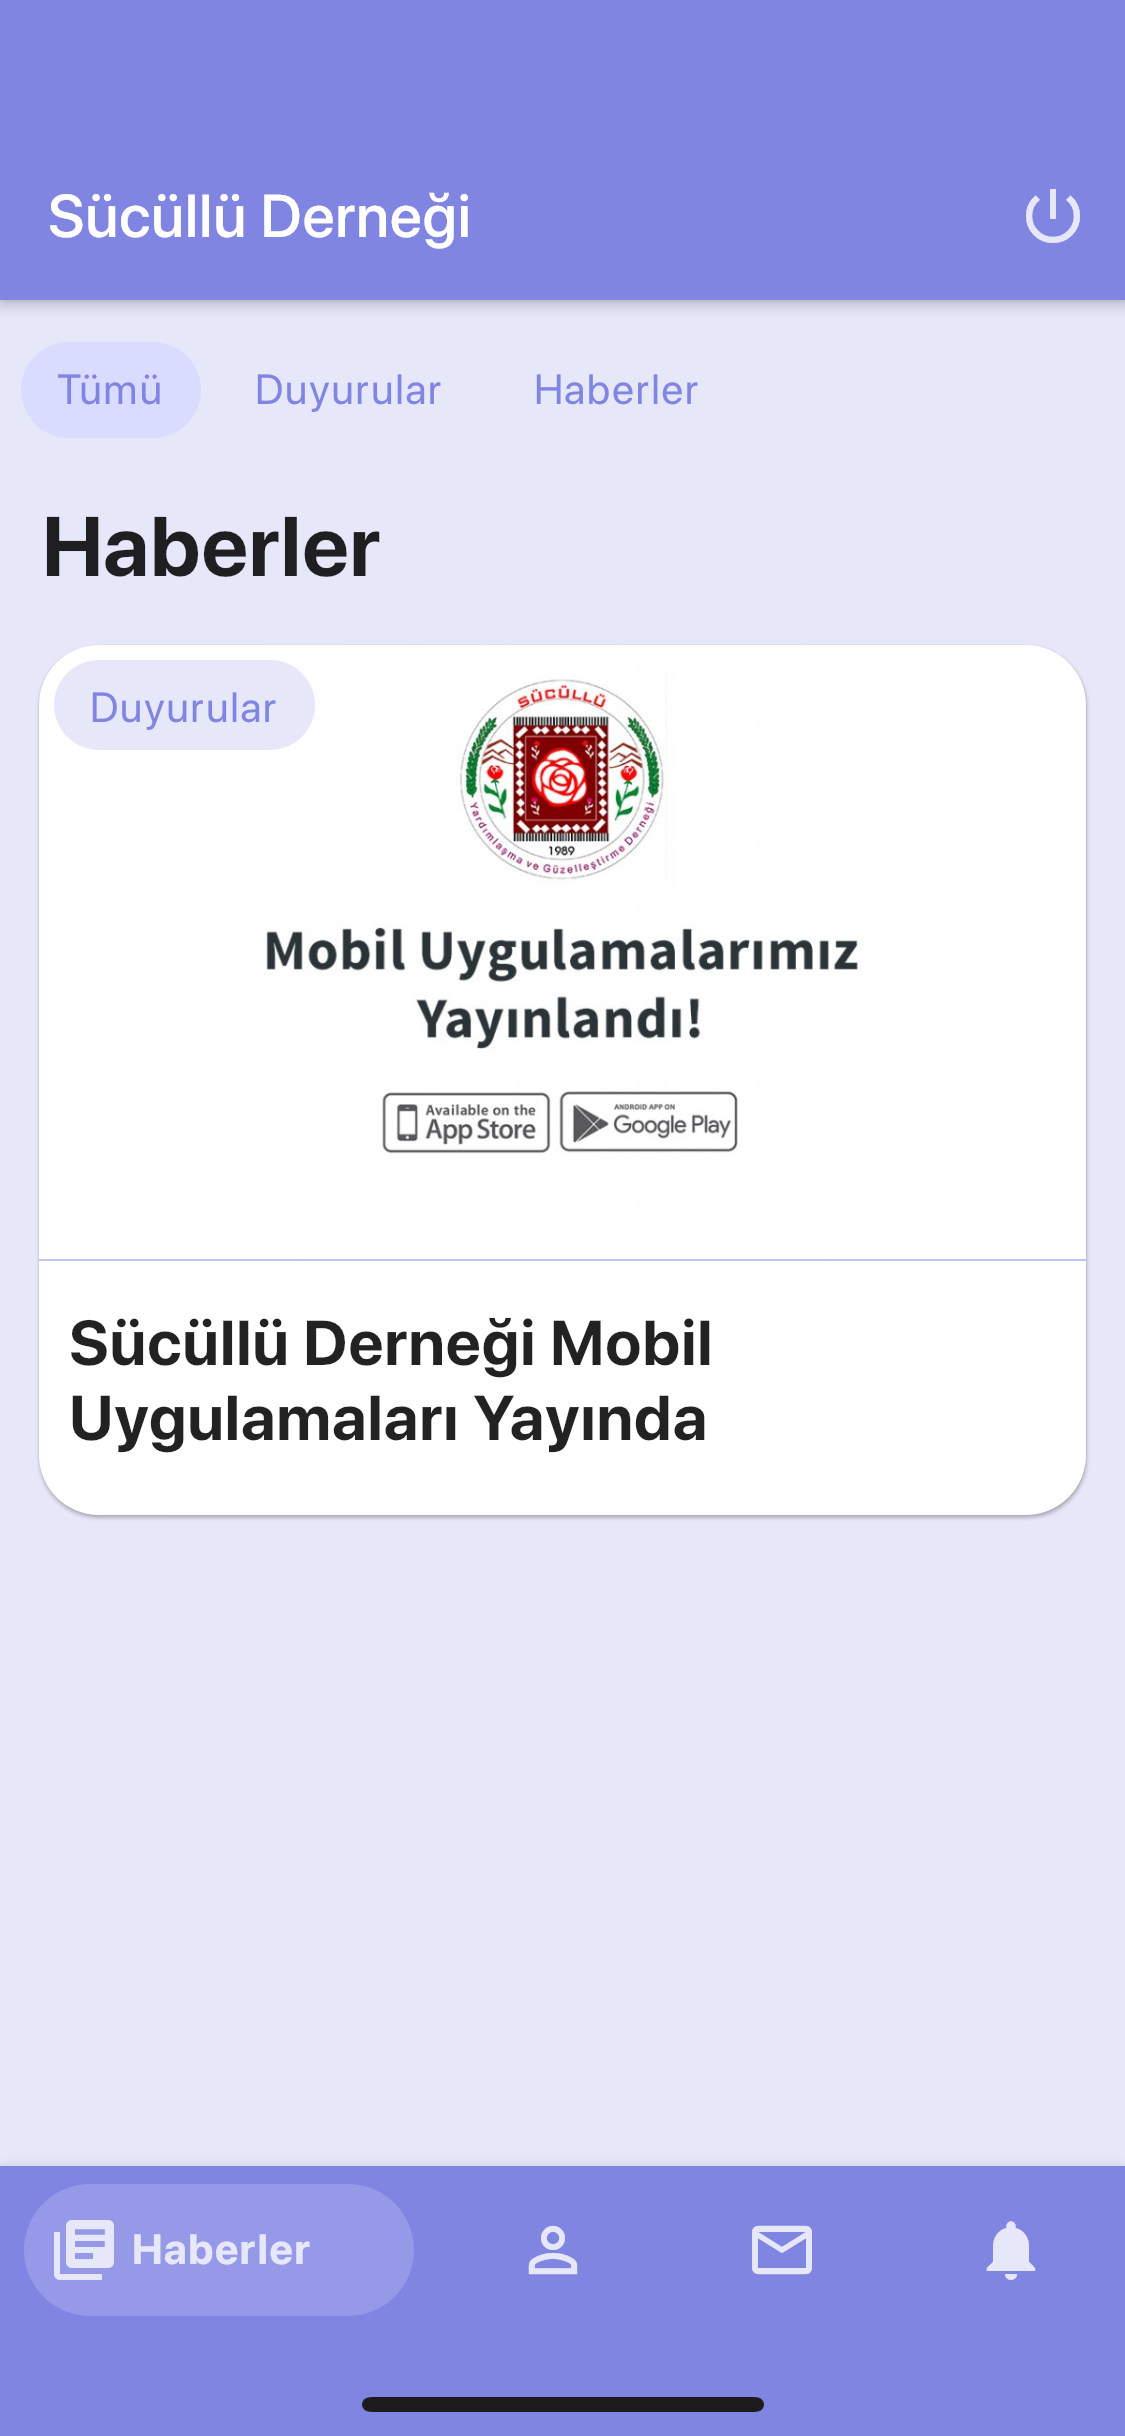 Sücüllü Derneği
Tümü
Duyurular
Haberler
Haberler
Duyurular
SÜCÜLLÜ
1989
Yardımlaşma ve Güzelleştirme Derneği
Mobil Uygulamalarımız
Yayınlandı!
Available on the
App Store
ANDROID APP ON
Google Play
Sücüllü Derneği Mobil
Uygulamaları Yayında
Haberler